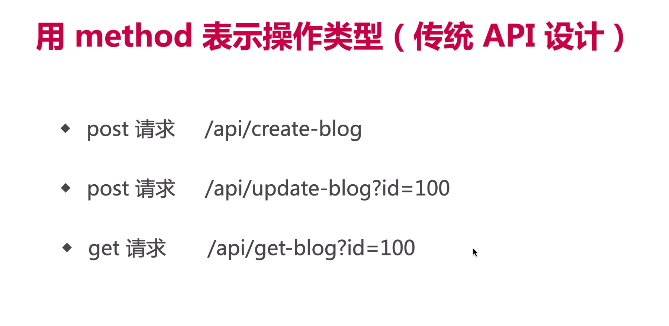 用 method 表示操作类型（传统 API 设计）
◆ post 请求 /api/create-blog
◆ post 请求 /api/update-blog?id=100
◆ get 请求 /api/get-blog?id=100